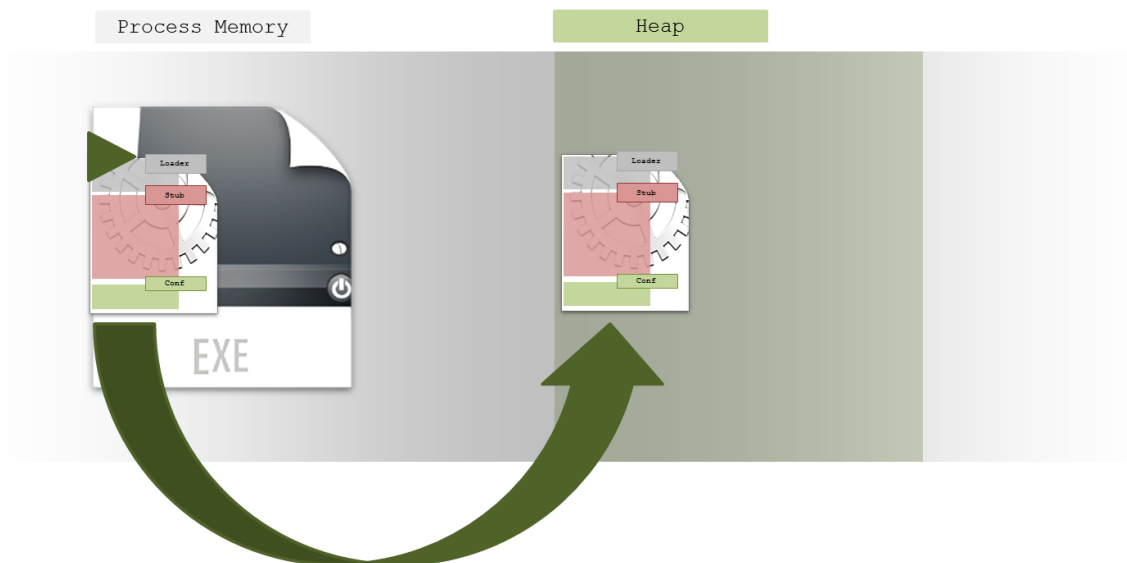 Process Memory
Heap
Loader
Stub
Conf
EXE
Loader
Stub
Conf